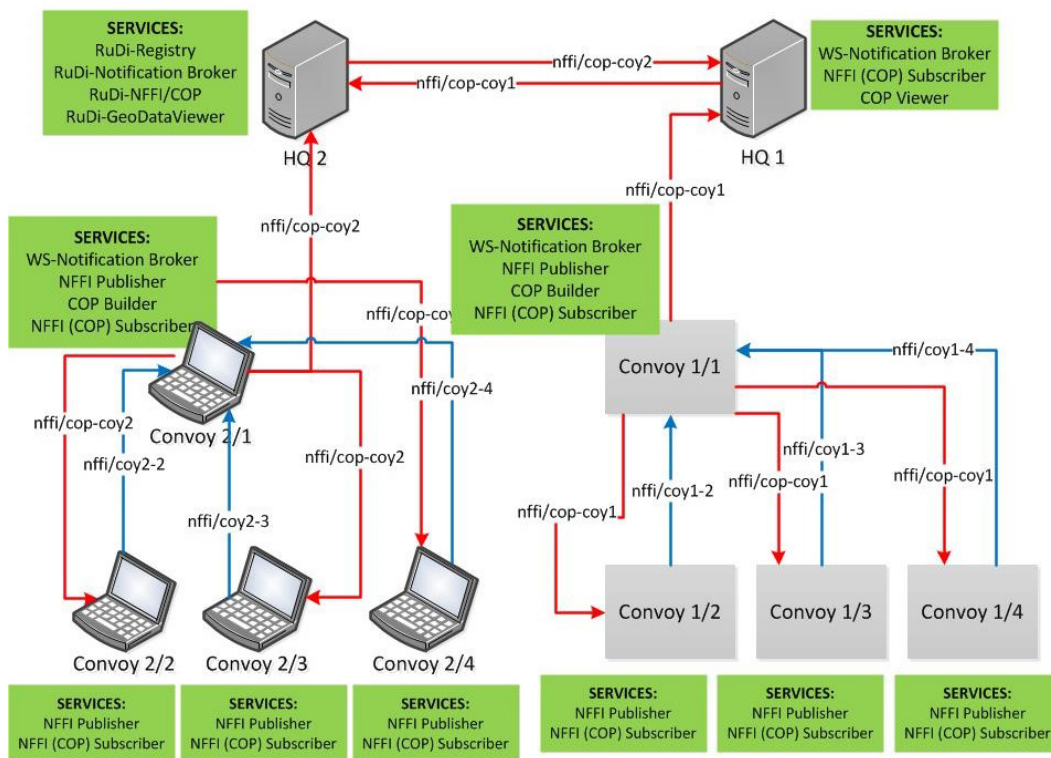 SERVICES:
RuDi-Registry
RuDi-Notification Broker
RuDi-NFFI/COP
RuDi-GeoDataViewer
HQ 2
nffi/cop-coy2
nffi/cop-coy1
SERVICES:
WS-Notification Broker
NFFI (COP) Subscriber
COP Viewer
HQ 1
nffi/cop-coy2
nffi/cop-coy1
SERVICES:
WS-Notification Broker
NFFI Publisher
COP Builder
NFFI (COP) Subscriber
nffi/cop-coy
SERVICES:
WS-Notification Broker
NFFI Publisher
COP Builder
NFFI (COP) Subscriber
Convoy 2/1
nffi/cop-coy2
nffi/coy2-2
nffi/coy2-3
nffi/cop-coy2
nffi/coy2-4
Convoy 1/1
nffi/coy1-4
nffi/cop-coy1
nffi/coy1-2
nffi/coy1-3
nffi/cop-coy1
nffi/cop-coy1
Convoy 2/2
Convoy 2/3
Convoy 2/4
Convoy 1/2
Convoy 1/3
Convoy 1/4
SERVICES:
NFFI Publisher
NFFI (COP) Subscriber
SERVICES:
NFFI Publisher
NFFI (COP) Subscriber
SERVICES:
NFFI Publisher
NFFI (COP) Subscriber
SERVICES:
NFFI Publisher
NFFI (COP) Subscriber
SERVICES:
NFFI Publisher
NFFI (COP) Subscriber
SERVICES:
NFFI Publisher
NFFI (COP) Subscriber